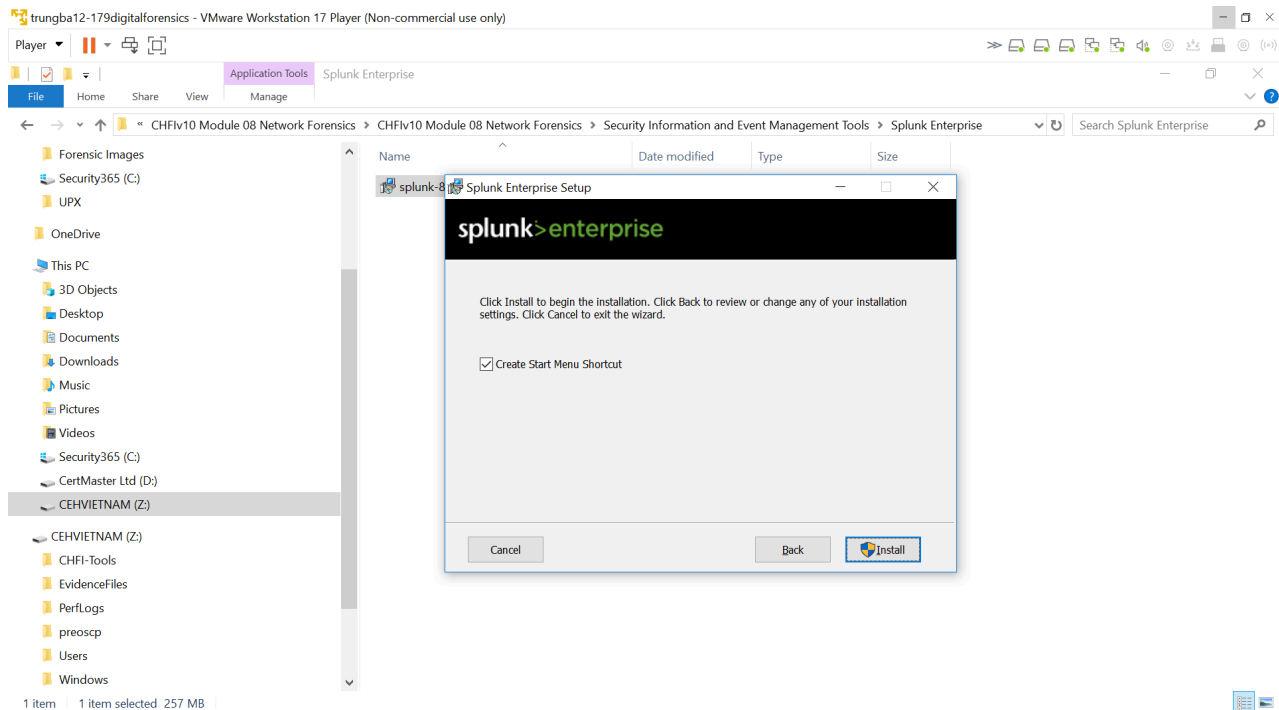 trungba12-179digitalforensics - VMware Workstation 17 Player (Non-commercial use only)
Player
Application Tools
Splunk Enterprise
File
Home
Share
View
Manage
« CHFIv10 Module 08 Network Forensics > CHFIv10 Module 08 Network Forensics > Security Information and Event Management Tools > Splunk Enterprise
Search Splunk Enterprise
Forensic Images
Security365 (C:)
UPX
OneDrive
This PC
3D Objects
Desktop
Documents
Downloads
Music
Pictures
Videos
Security365 (C:)
CertMaster Ltd (D:)
CEHVIETNAM (Z:)
CEHVIETNAM (Z:)
CHFI-Tools
EvidenceFiles
PerfLogs
preoscp
Users
Windows
Name
Date modified
Type
Size
splunk-8
Splunk Enterprise Setup
splunk>enterprise
Click Install to begin the installation. Click Back to review or change any of your installation
settings. Click Cancel to exit the wizard.
Create Start Menu Shortcut
Cancel
Back
Install
1 item
1 item selected 257 MB